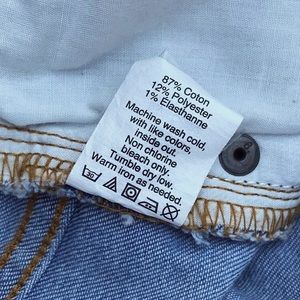 87% Coton
12% Polyester
1% Elasthanne
Machine wash cold,
with like colors,
inside out.
Non chlorine
bleach only.
Tumble dry low.
Warm iron as needed.
30